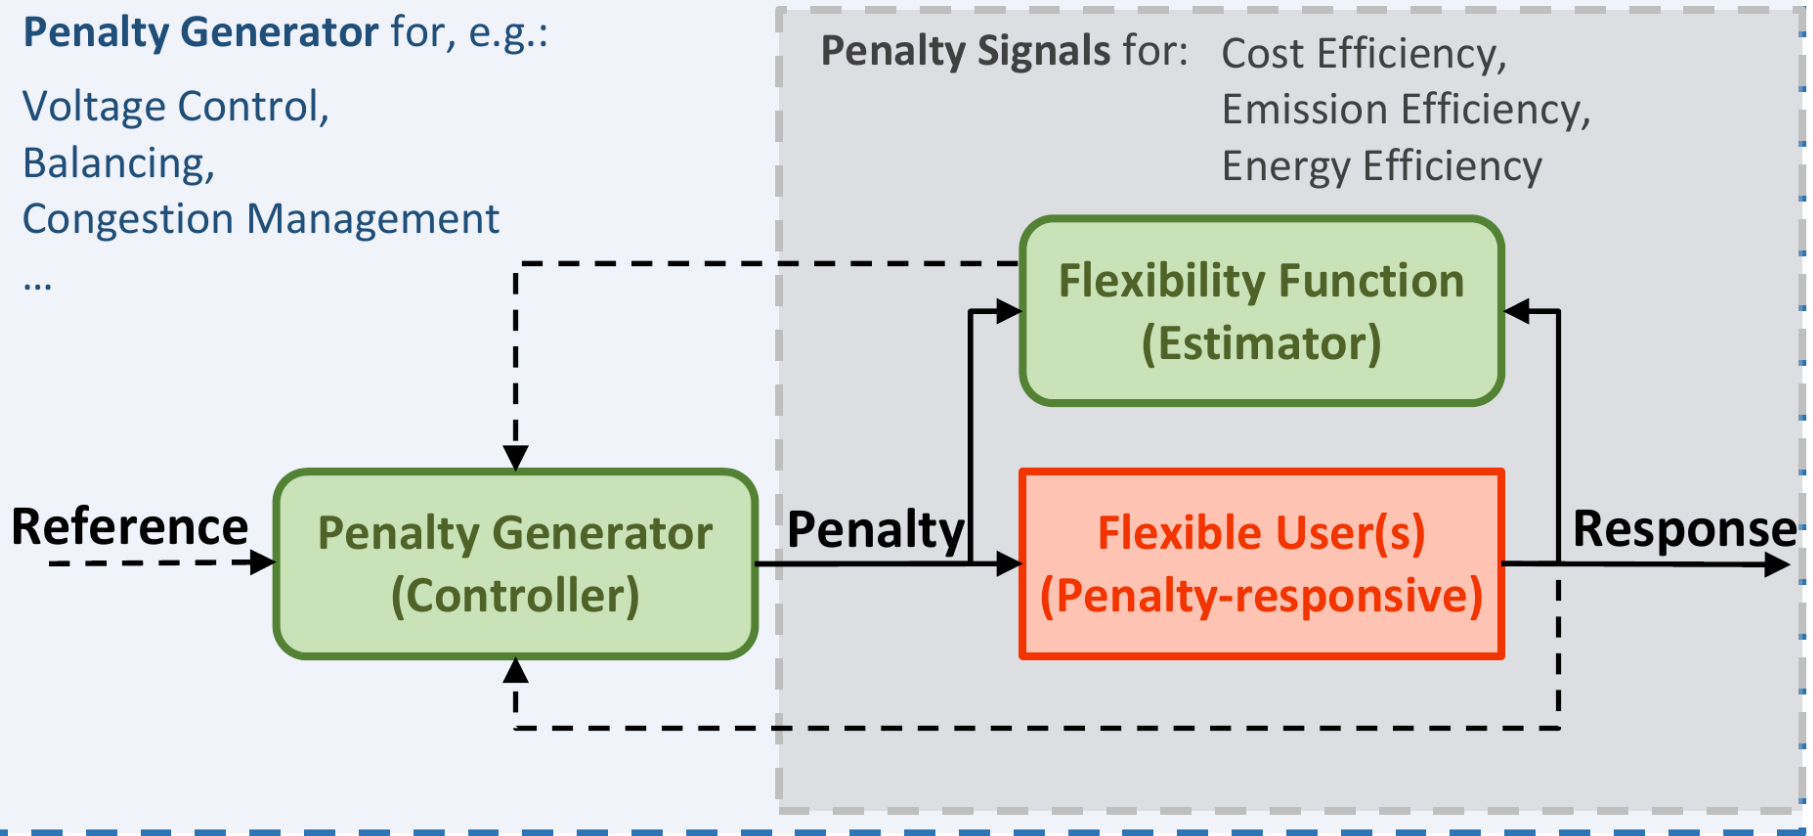 Penalty Generator for, e.g.:
Voltage Control,
Balancing,
Congestion Management
...
Penalty Signals for: Cost Efficiency,
Emission Efficiency,
Energy Efficiency
Flexibility Function
(Estimator)
Reference
Penalty Generator
(Controller)
Penalty
Flexible User(s)
(Penalty-responsive)
Response